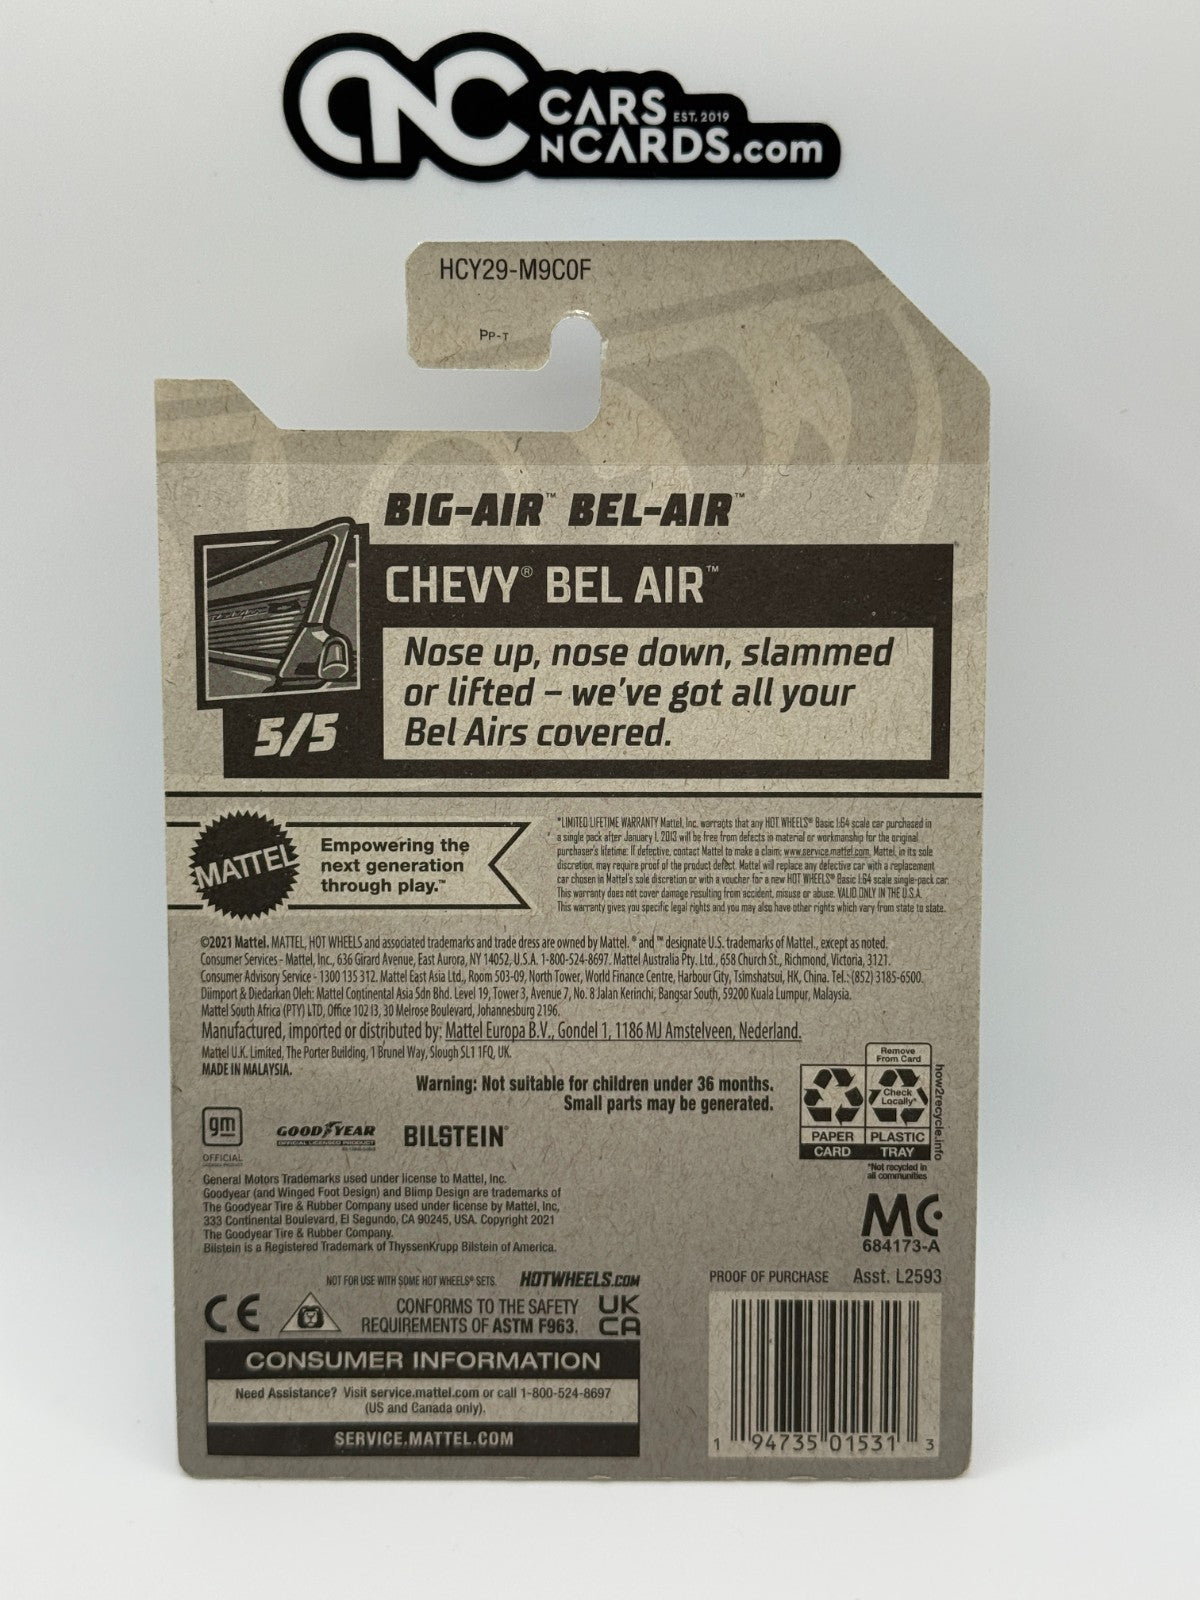 CNC CARS
EST. 2019
NCARDS.com
HCY29-M9C0F
PP-T
BIG-AIR™ BEL-AIR™
CHEVY® BEL AIR™
Nose up, nose down, slammed
or lifted – we've got all your
Bel Airs covered.
5/5
MATTEL
Empowering the
next generation
through play.™
*LIMITED LIFETIME WARRANTY Mattel, Inc. warrants that any HOT WHEELS® Basic 1:64 scale car purchased in
a single pack after January 1, 2013 will be free from defects in material or workmanship for the original
purchaser's lifetime. If defective, contact Mattel to make a claim: www.service.mattel.com. Mattel, in its sole
discretion, may require proof of the product defect. Mattel will replace any defective car with a replacement
car chosen in Mattel's sole discretion or with a voucher for a new HOT WHEELS® Basic 1:64 scale single-pack car.
This warranty does not cover damage resulting from accident, misuse or abuse. VALID ONLY IN THE U.S.A.
This warranty gives you specific legal rights and you may also have other rights which vary from state to state.
©2021 Mattel. MATTEL, HOT WHEELS and associated trademarks and trade dress are owned by Mattel. ® and ™ designate U.S. trademarks of Mattel., except as noted.
Consumer Services - Mattel, Inc., 636 Girard Avenue, East Aurora, NY 14052, U.S.A. 1-800-524-8697. Mattel Australia Pty. Ltd., 658 Church St., Richmond, Victoria, 3121.
Consumer Advisory Service - 1300 135 312. Mattel East Asia Ltd., Room 503-09, North Tower, World Finance Centre, Harbour City, Tsimshatsui, HK, China. Tel.: (852) 3185-6500.
Diimport & Diedarkan Oleh: Mattel Continental Asia Sdn Bhd. Level 19, Tower 3, Avenue 7, No. 8 Jalan Kerinchi, Bangsar South, 59200 Kuala Lumpur, Malaysia.
Mattel South Africa (PTY) LTD, Office 102 I3, 30 Melrose Boulevard, Johannesburg 2196.
Manufactured, imported or distributed by: Mattel Europa B.V., Gondel 1, 1186 MJ Amstelveen, Nederland.
Mattel U.K. Limited, The Porter Building, 1 Brunel Way, Slough SL1 1FQ, UK.
MADE IN MALAYSIA.
Warning: Not suitable for children under 36 months.
Small parts may be generated.
Remove
From Card
Check
Locally*
PAPER
PLASTIC
CARD
TRAY
how2recycle.info
*Not recycled in
all communities
gm
OFFICIAL
GOODYEAR
OFFICIAL LICENSED PRODUCT
BILSTEIN®
General Motors Trademarks used under license to Mattel, Inc.
Goodyear (and Winged Foot Design) and Blimp Design are trademarks of
The Goodyear Tire & Rubber Company used under license by Mattel, Inc,
333 Continental Boulevard, El Segundo, CA 90245, USA. Copyright 2021
The Goodyear Tire & Rubber Company.
Bilstein is a Registered Trademark of ThyssenKrupp Bilstein of America.
MC
684173-A
NOT FOR USE WITH SOME HOT WHEELS® SETS.
HOTWHEELS.COM
PROOF OF PURCHASE
Asst. L2593
CE
CONFORMS TO THE SAFETY
REQUIREMENTS OF ASTM F963.
UK
CA
CONSUMER INFORMATION
Need Assistance? Visit service.mattel.com or call 1-800-524-8697
(US and Canada only).
SERVICE.MATTEL.COM
1 94735 01531 3